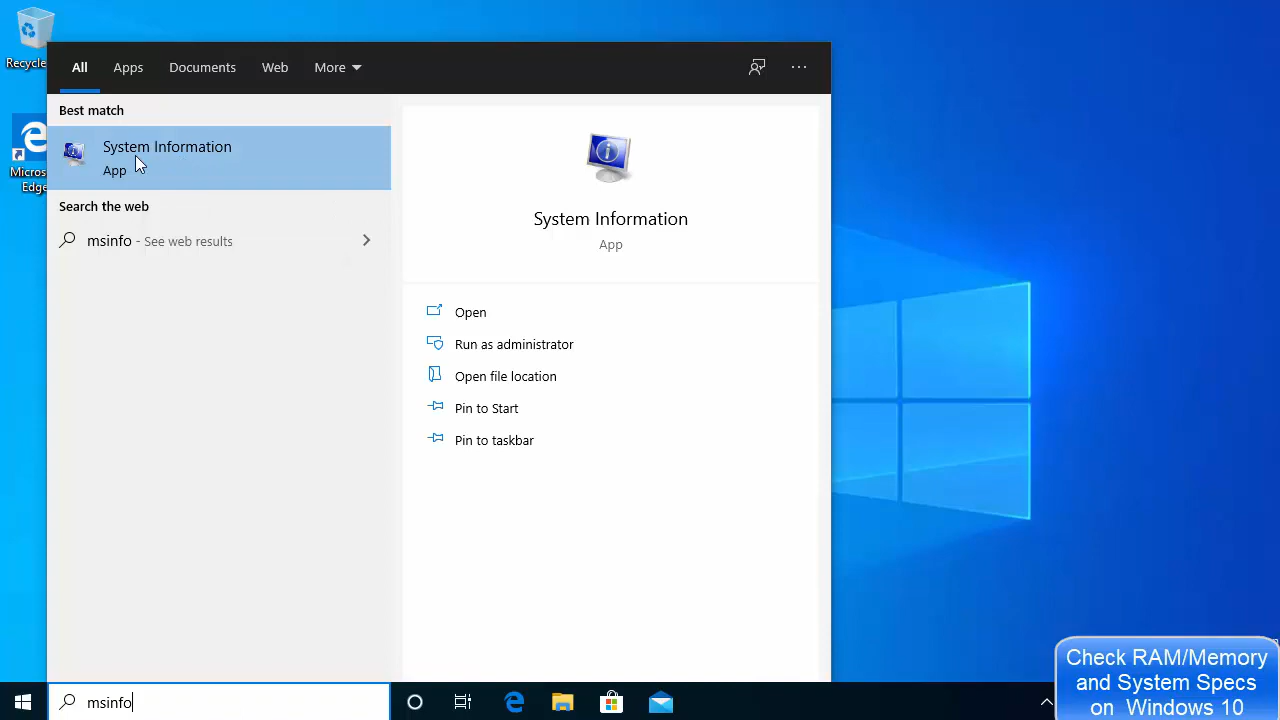 Recycle
Micros
Edge
All Apps Documents Web More
Best match
System Information
App
Search the web
msinfo - See web results
System Information
App
Open
Run as administrator
Open file location
Pin to Start
Pin to taskbar
msinfo
Check RAM/Memory
and System Specs
on Windows 10